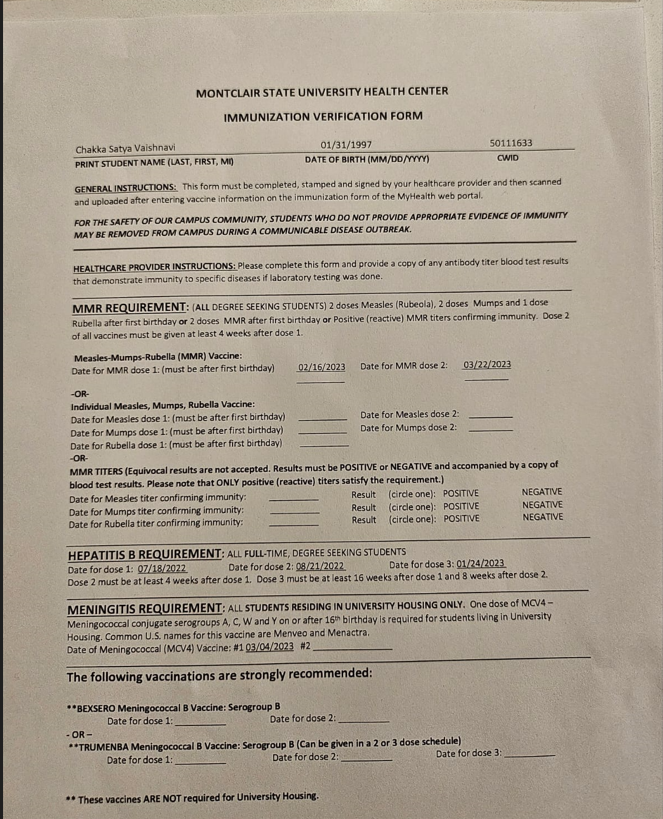 MONTCLAIR STATE UNIVERSITY HEALTH CENTER
IMMUNIZATION VERIFICATION FORM
Chakka Satya Vaishnavi 01/31/1997 50111633
PRINT STUDENT NAME (LAST, FIRST, MI) DATE OF BIRTH (MM/DD/YYYY) CWID
GENERAL INSTRUCTIONS: This form must be completed, stamped and signed by your healthcare provider and then scanned
and uploaded after entering vaccine information on the immunization form of the MyHealth web portal.
FOR THE SAFETY OF OUR CAMPUS COMMUNITY, STUDENTS WHO DO NOT PROVIDE APPROPRIATE EVIDENCE OF IMMUNITY
MAY BE REMOVED FROM CAMPUS DURING A COMMUNICABLE DISEASE OUTBREAK.
HEALTHCARE PROVIDER INSTRUCTIONS: Please complete this form and provide a copy of any antibody titer blood test results
that demonstrate immunity to specific diseases if laboratory testing was done.
MMR REQUIREMENT: (ALL DEGREE SEEKING STUDENTS) 2 doses Measles (Rubeola), 2 doses Mumps and 1 dose
Rubella after first birthday or 2 doses MMR after first birthday or Positive (reactive) MMR titers confirming immunity. Dose 2
of all vaccines must be given at least 4 weeks after dose 1.
Measles-Mumps-Rubella (MMR) Vaccine:
Date for MMR dose 1: (must be after first birthday) 02/16/2023 Date for MMR dose 2: 03/22/2023
-OR-
Individual Measles, Mumps, Rubella Vaccine:
Date for Measles dose 1: (must be after first birthday) ________ Date for Measles dose 2: ________
Date for Mumps dose 1: (must be after first birthday) ________ Date for Mumps dose 2: ________
Date for Rubella dose 1: (must be after first birthday) ________
-OR-
MMR TITERS (Equivocal results are not accepted. Results must be POSITIVE or NEGATIVE and accompanied by a copy of
blood test results. Please note that ONLY positive (reactive) titers satisfy the requirement.)
Date for Measles titer confirming immunity: ________ Result (circle one): POSITIVE NEGATIVE
Date for Mumps titer confirming immunity: ________ Result (circle one): POSITIVE NEGATIVE
Date for Rubella titer confirming immunity: ________ Result (circle one): POSITIVE NEGATIVE
HEPATITIS B REQUIREMENT: ALL FULL-TIME, DEGREE SEEKING STUDENTS
Date for dose 1: 07/18/2022 Date for dose 2: 08/21/2022 Date for dose 3: 01/24/2023
Dose 2 must be at least 4 weeks after dose 1. Dose 3 must be at least 16 weeks after dose 1 and 8 weeks after dose 2.
MENINGITIS REQUIREMENT: ALL STUDENTS RESIDING IN UNIVERSITY HOUSING ONLY. One dose of MCV4 –
Meningococcal conjugate serogroups A, C, W and Y on or after 16th birthday is required for students living in University
Housing. Common U.S. names for this vaccine are Menveo and Menactra.
Date of Meningococcal (MCV4) Vaccine: #1 03/04/2023 #2 ________
The following vaccinations are strongly recommended:
**BEXSERO Meningococcal B Vaccine: Serogroup B
Date for dose 1: ________ Date for dose 2: ________
- OR –
**TRUMENBA Meningococcal B Vaccine: Serogroup B (Can be given in a 2 or 3 dose schedule)
Date for dose 1: ________ Date for dose 2: ________ Date for dose 3: ________
** These vaccines ARE NOT required for University Housing.